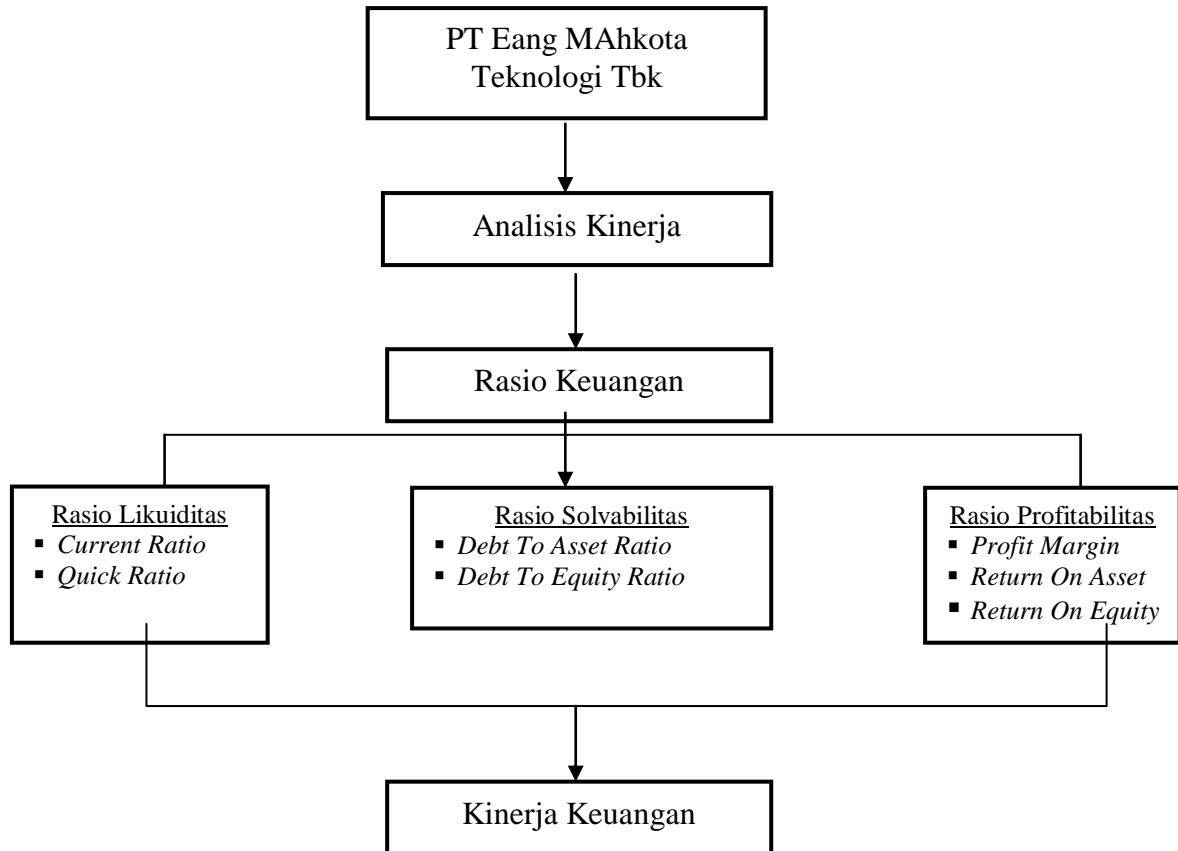 PT Eang MAhkota
Teknologi Tbk
Analisis Kinerja
Rasio Keuangan
Rasio Likuiditas
▪ Current Ratio
▪ Quick Ratio
Rasio Solvabilitas
▪ Debt To Asset Ratio
▪ Debt To Equity Ratio
Rasio Profitabilitas
▪ Profit Margin
▪ Return On Asset
▪ Return On Equity
Kinerja Keuangan